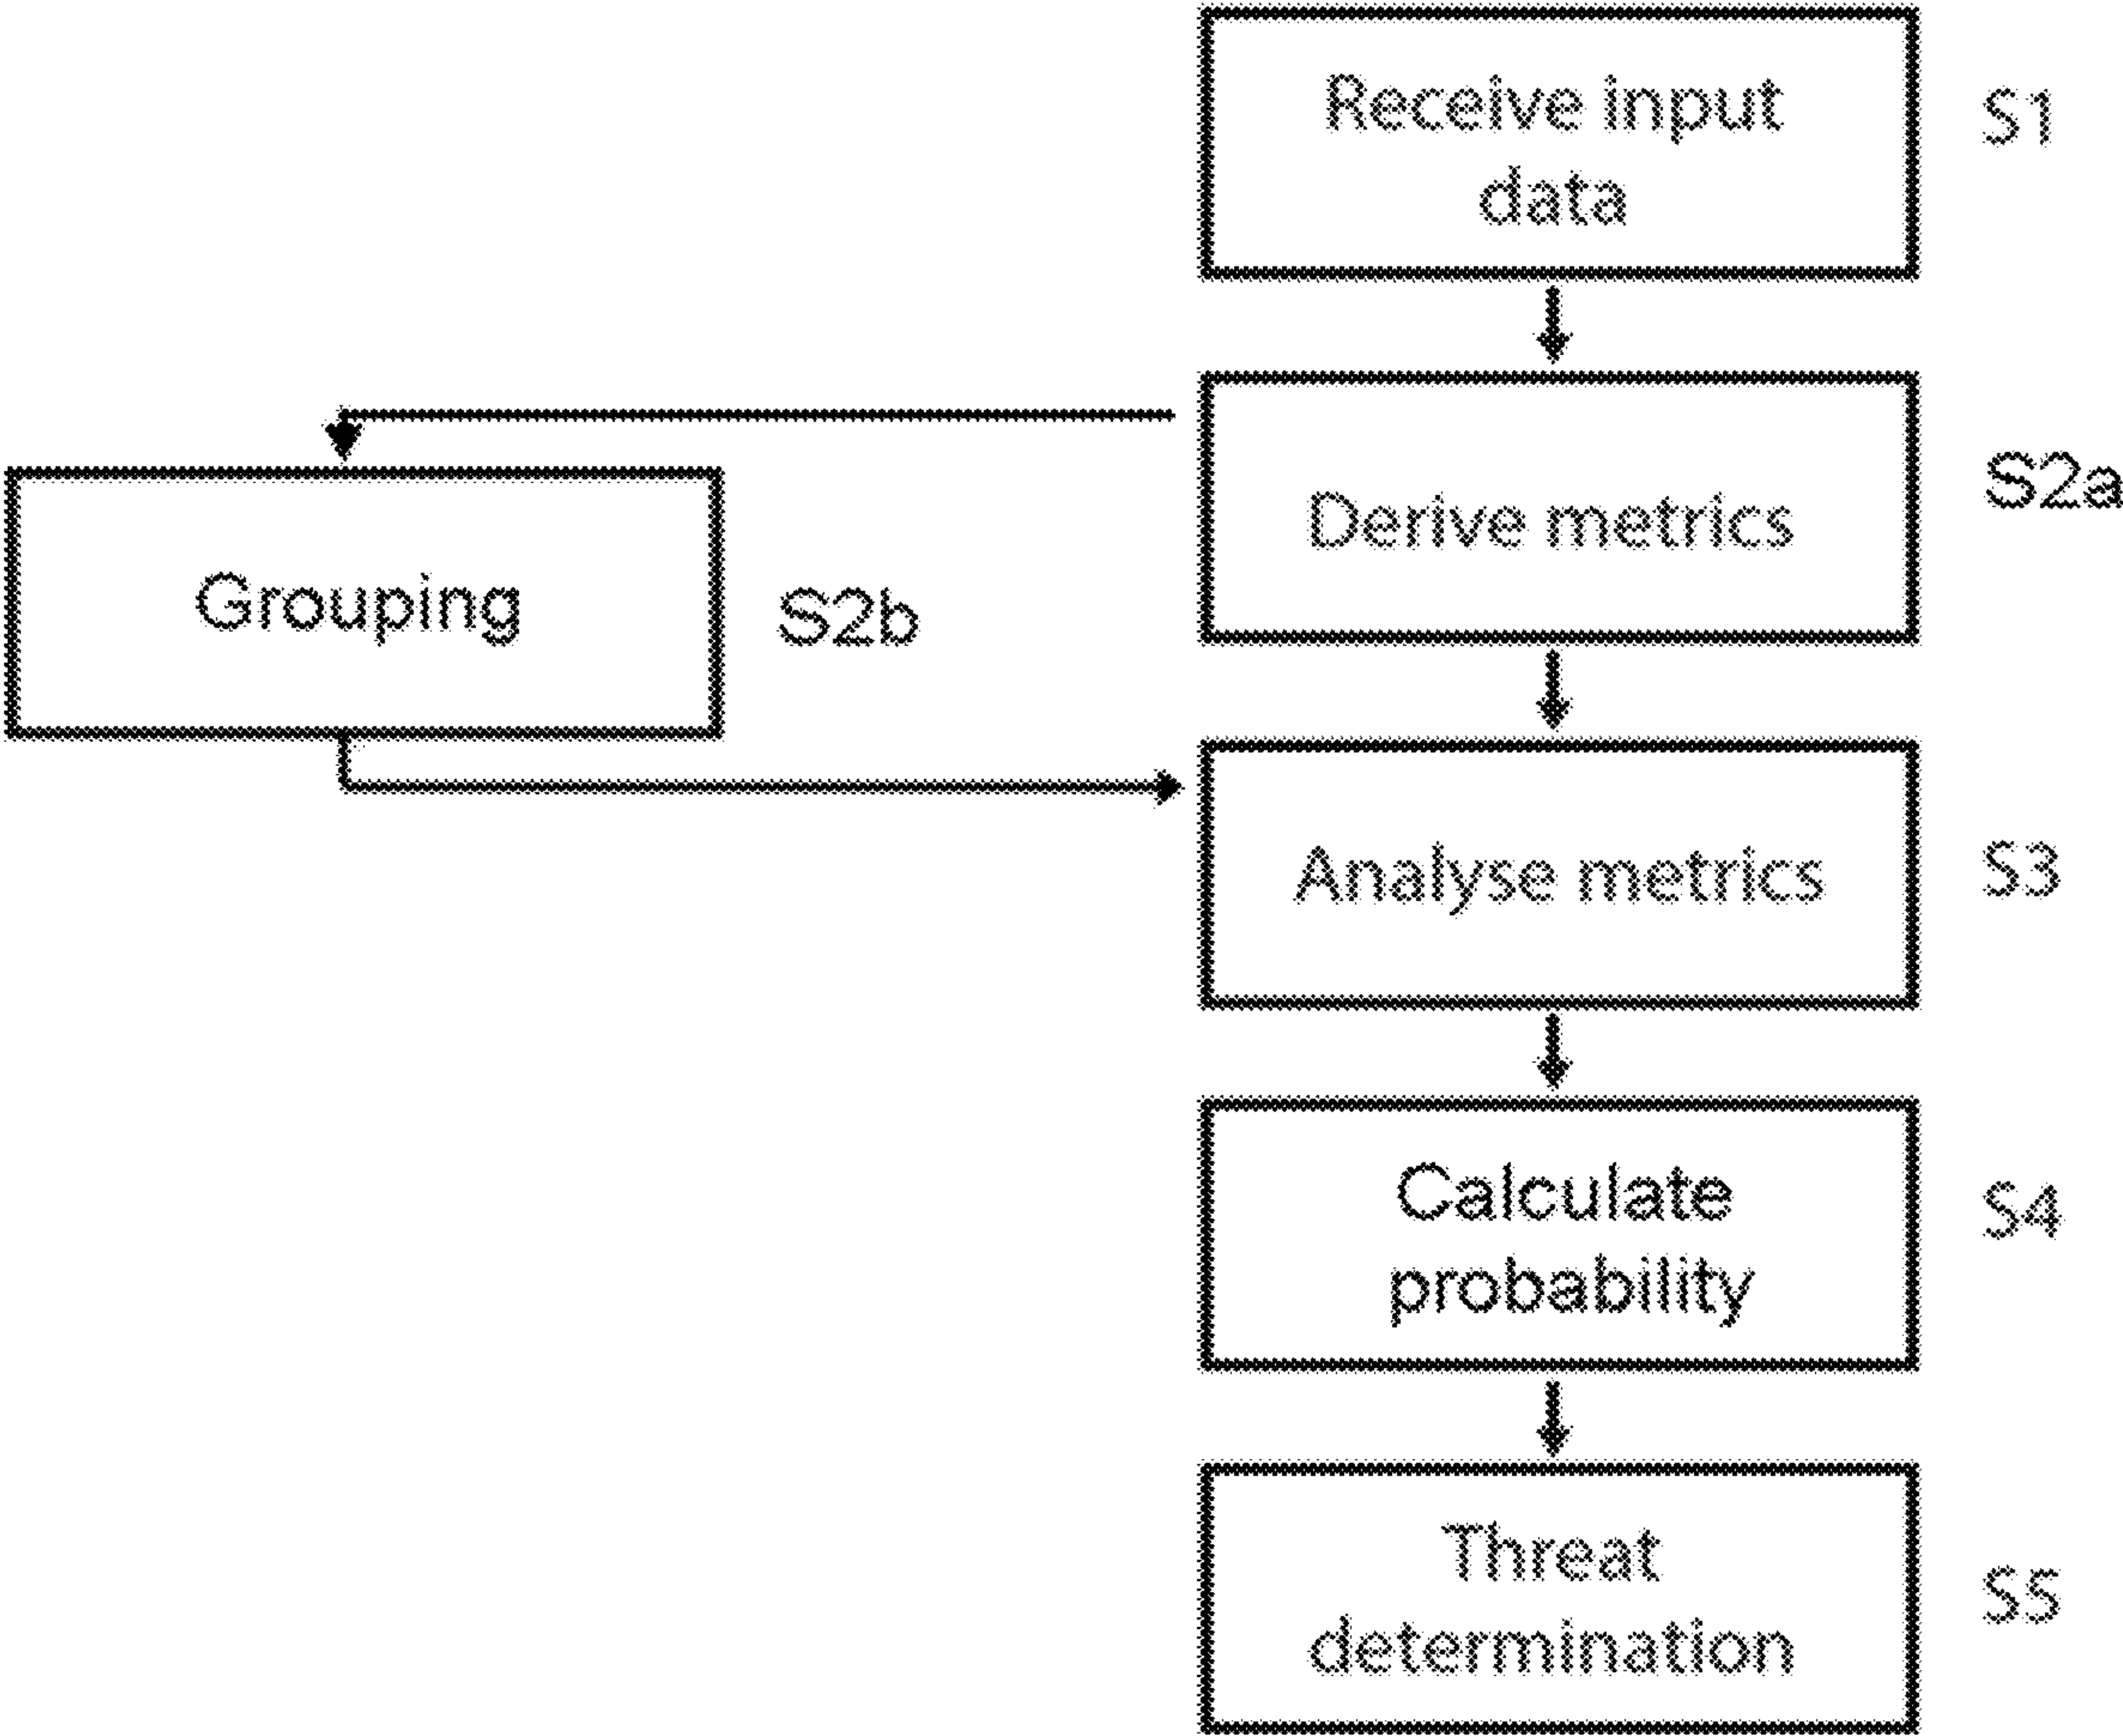 Receive input
data
S1
Derive metrics
S2a
Grouping
S2b
Analyse metrics
S3
Calculate
probability
S4
Threat
determination
S5